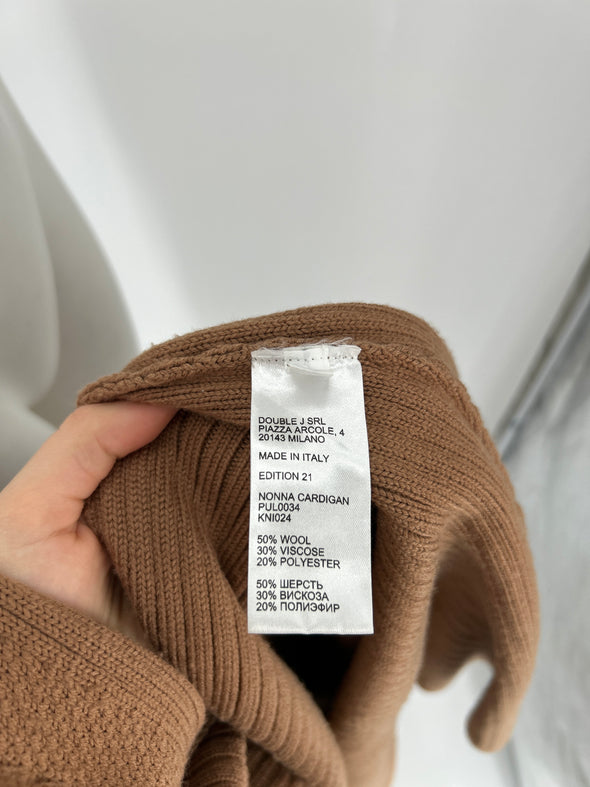 DOUBLE J SRL
PIAZZA ARCOLE, 4
20143 MILANO
MADE IN ITALY
EDITION 21
NONNA CARDIGAN
PUL0034
KNI024
50% WOOL
30% VISCOSE
20% POLYESTER
50% ШЕРСТЬ
30% ВИСКОЗА
20% ПОЛИЭФИР